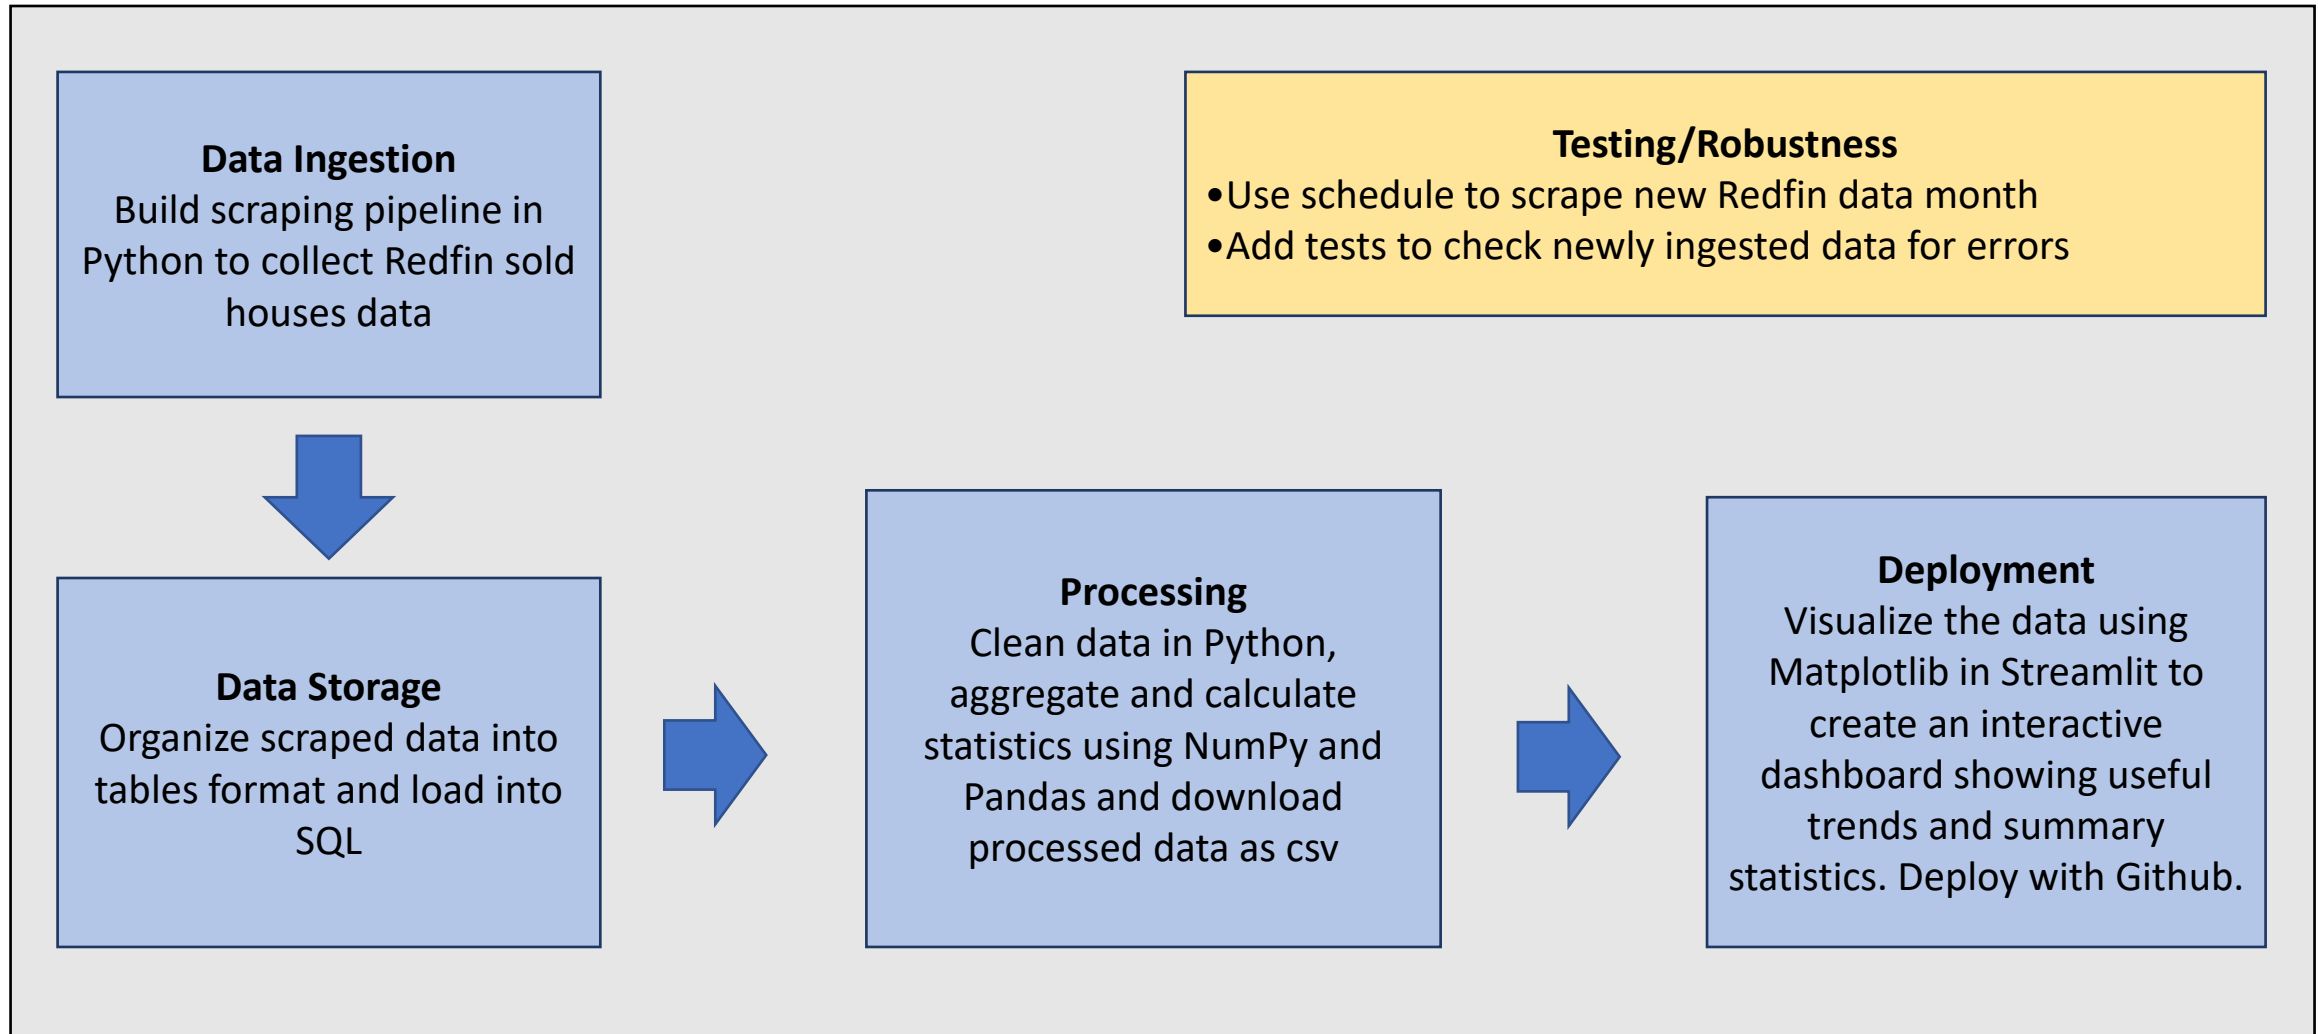 Data Ingestion
Build scraping pipeline in
Python to collect Redfin sold
houses data
Testing/Robustness
•Use schedule to scrape new Redfin data month
•Add tests to check newly ingested data for errors
Data Storage
Organize scraped data into
tables format and load into
SQL
Processing
Clean data in Python,
aggregate and calculate
statistics using NumPy and
Pandas and download
processed data as csv
Deployment
Visualize the data using
Matplotlib in Streamlit to
create an interactive
dashboard showing useful
trends and summary
statistics. Deploy with Github.